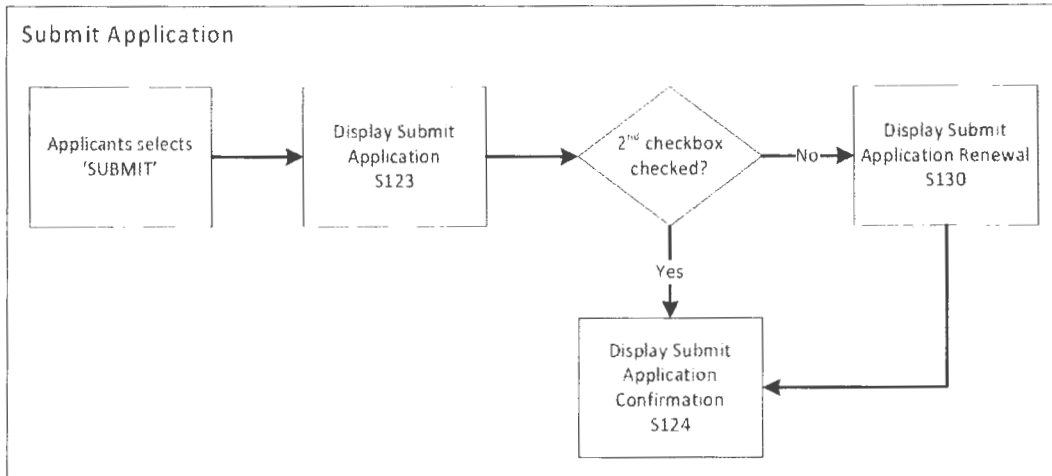 Submit Application
Applicants selects
'SUBMIT'
Display Submit
Application
S123
2nd checkbox
checked?
No
Display Submit
Application Renewal
S130
Yes
Display Submit
Application
Confirmation
S124